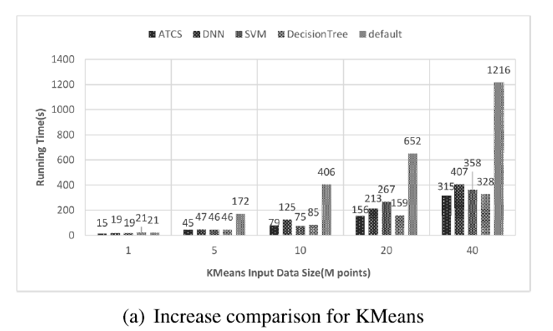 ATCS DNN SVM DecisionTree default
1400
1200
1000
800
600
400
200
0
Running Time(s)
15 19 19 21 21
45 47 46 46 172
79 125 75 85 406
156 213 267 159 652
315 407 358 328 1216
1 5 10 20 40
KMeans Input Data Size(M points)
(a) Increase comparison for KMeans